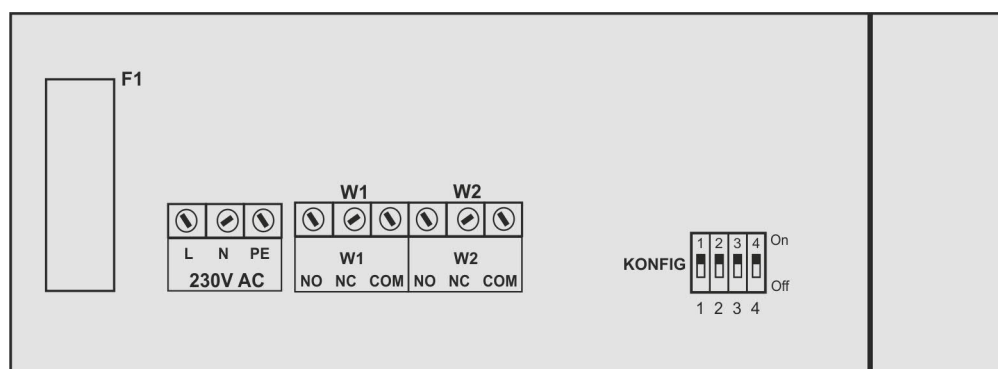 F1
W1 W2
L N PE
230V AC
W1 W2
NO NC COM NO NC COM
KONFIG
1 2 3 4
On
Off
1 2 3 4